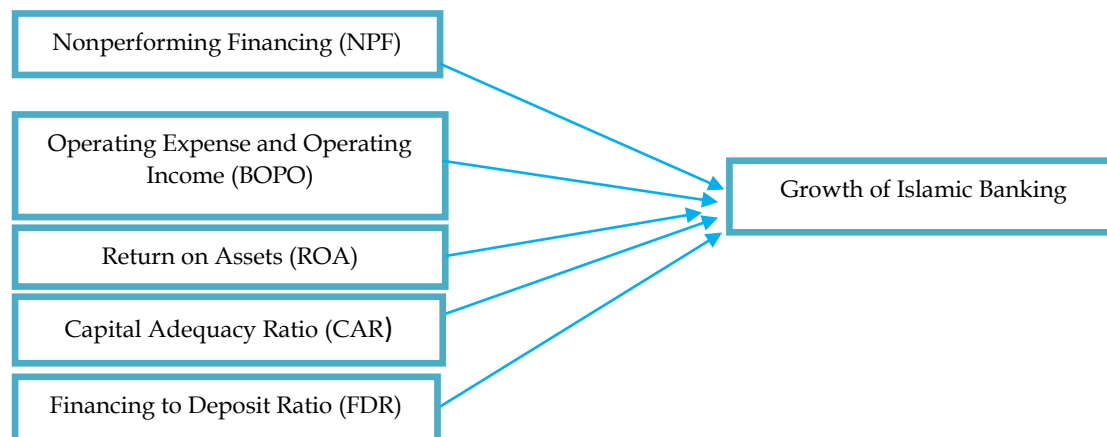 Nonperforming Financing (NPF)
Operating Expense and Operating
Income (BOPO)
Growth of Islamic Banking
Return on Assets (ROA)
Capital Adequacy Ratio (CAR)
Financing to Deposit Ratio (FDR)